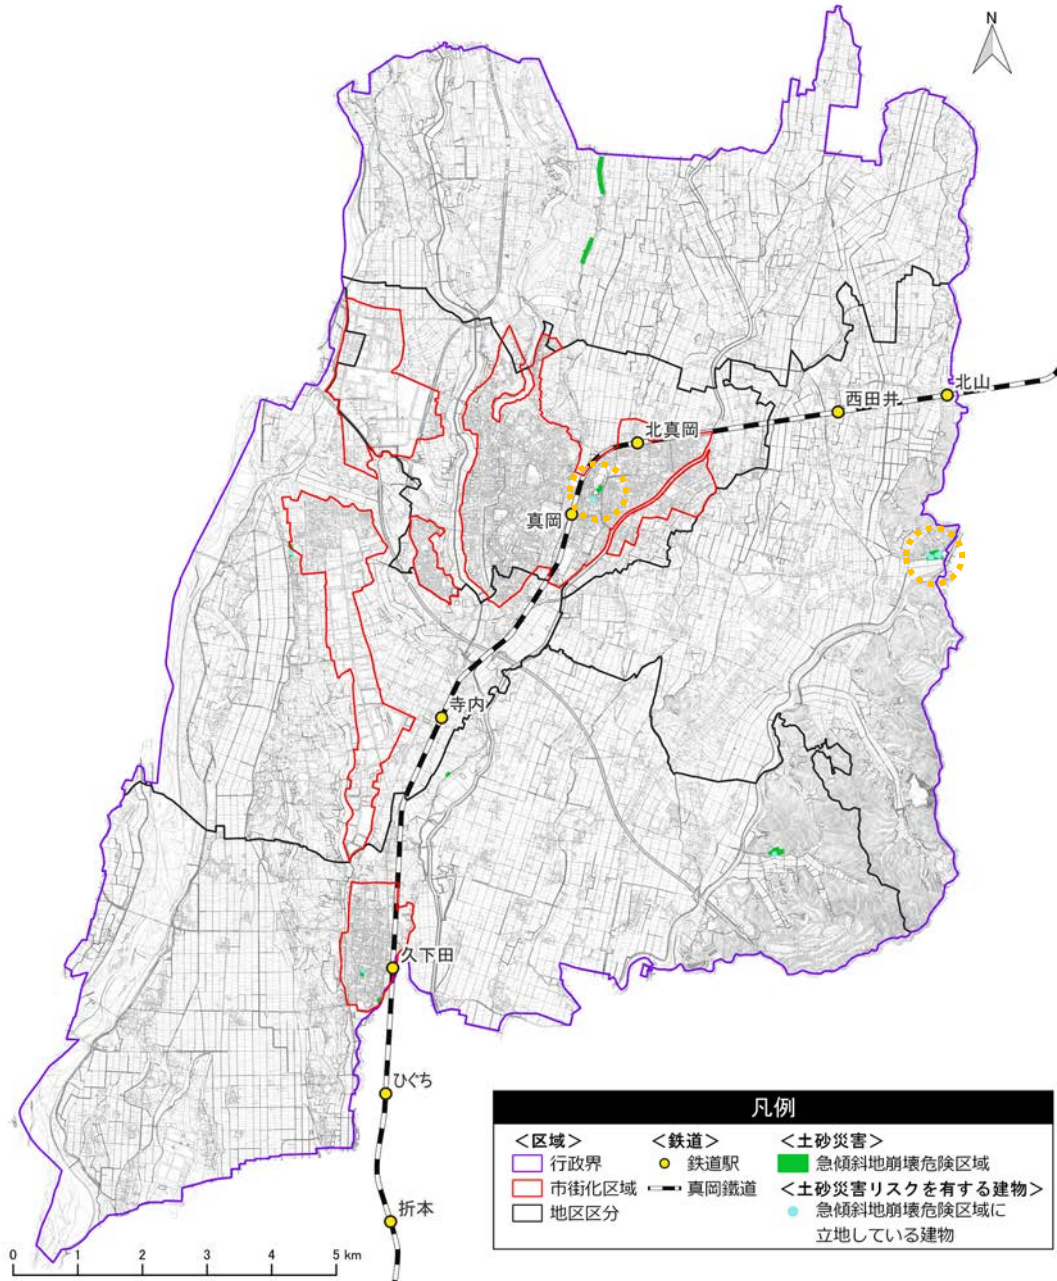 N
北山
西田井
北真岡
真岡
寺内
久下田
ひぐち
折本
凡例
＜区域＞
行政界
市街化区域
地区区分
＜鉄道＞
鉄道駅
真岡鐵道
＜土砂災害＞
急傾斜地崩壊危険区域
＜土砂災害リスクを有する建物＞
急傾斜地崩壊危険区域に
立地している建物
0 1 2 3 4 5 km